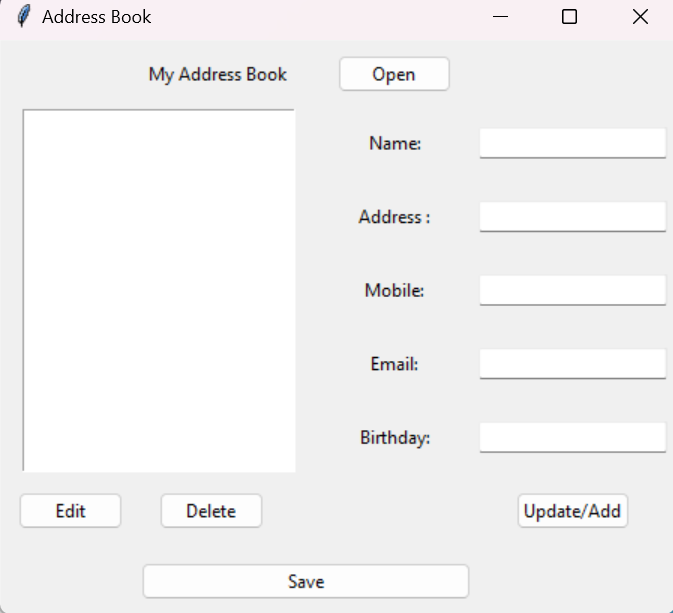 Address Book
My Address Book
Open
Name:
Address :
Mobile:
Email:
Birthday:
Edit
Delete
Update/Add
Save